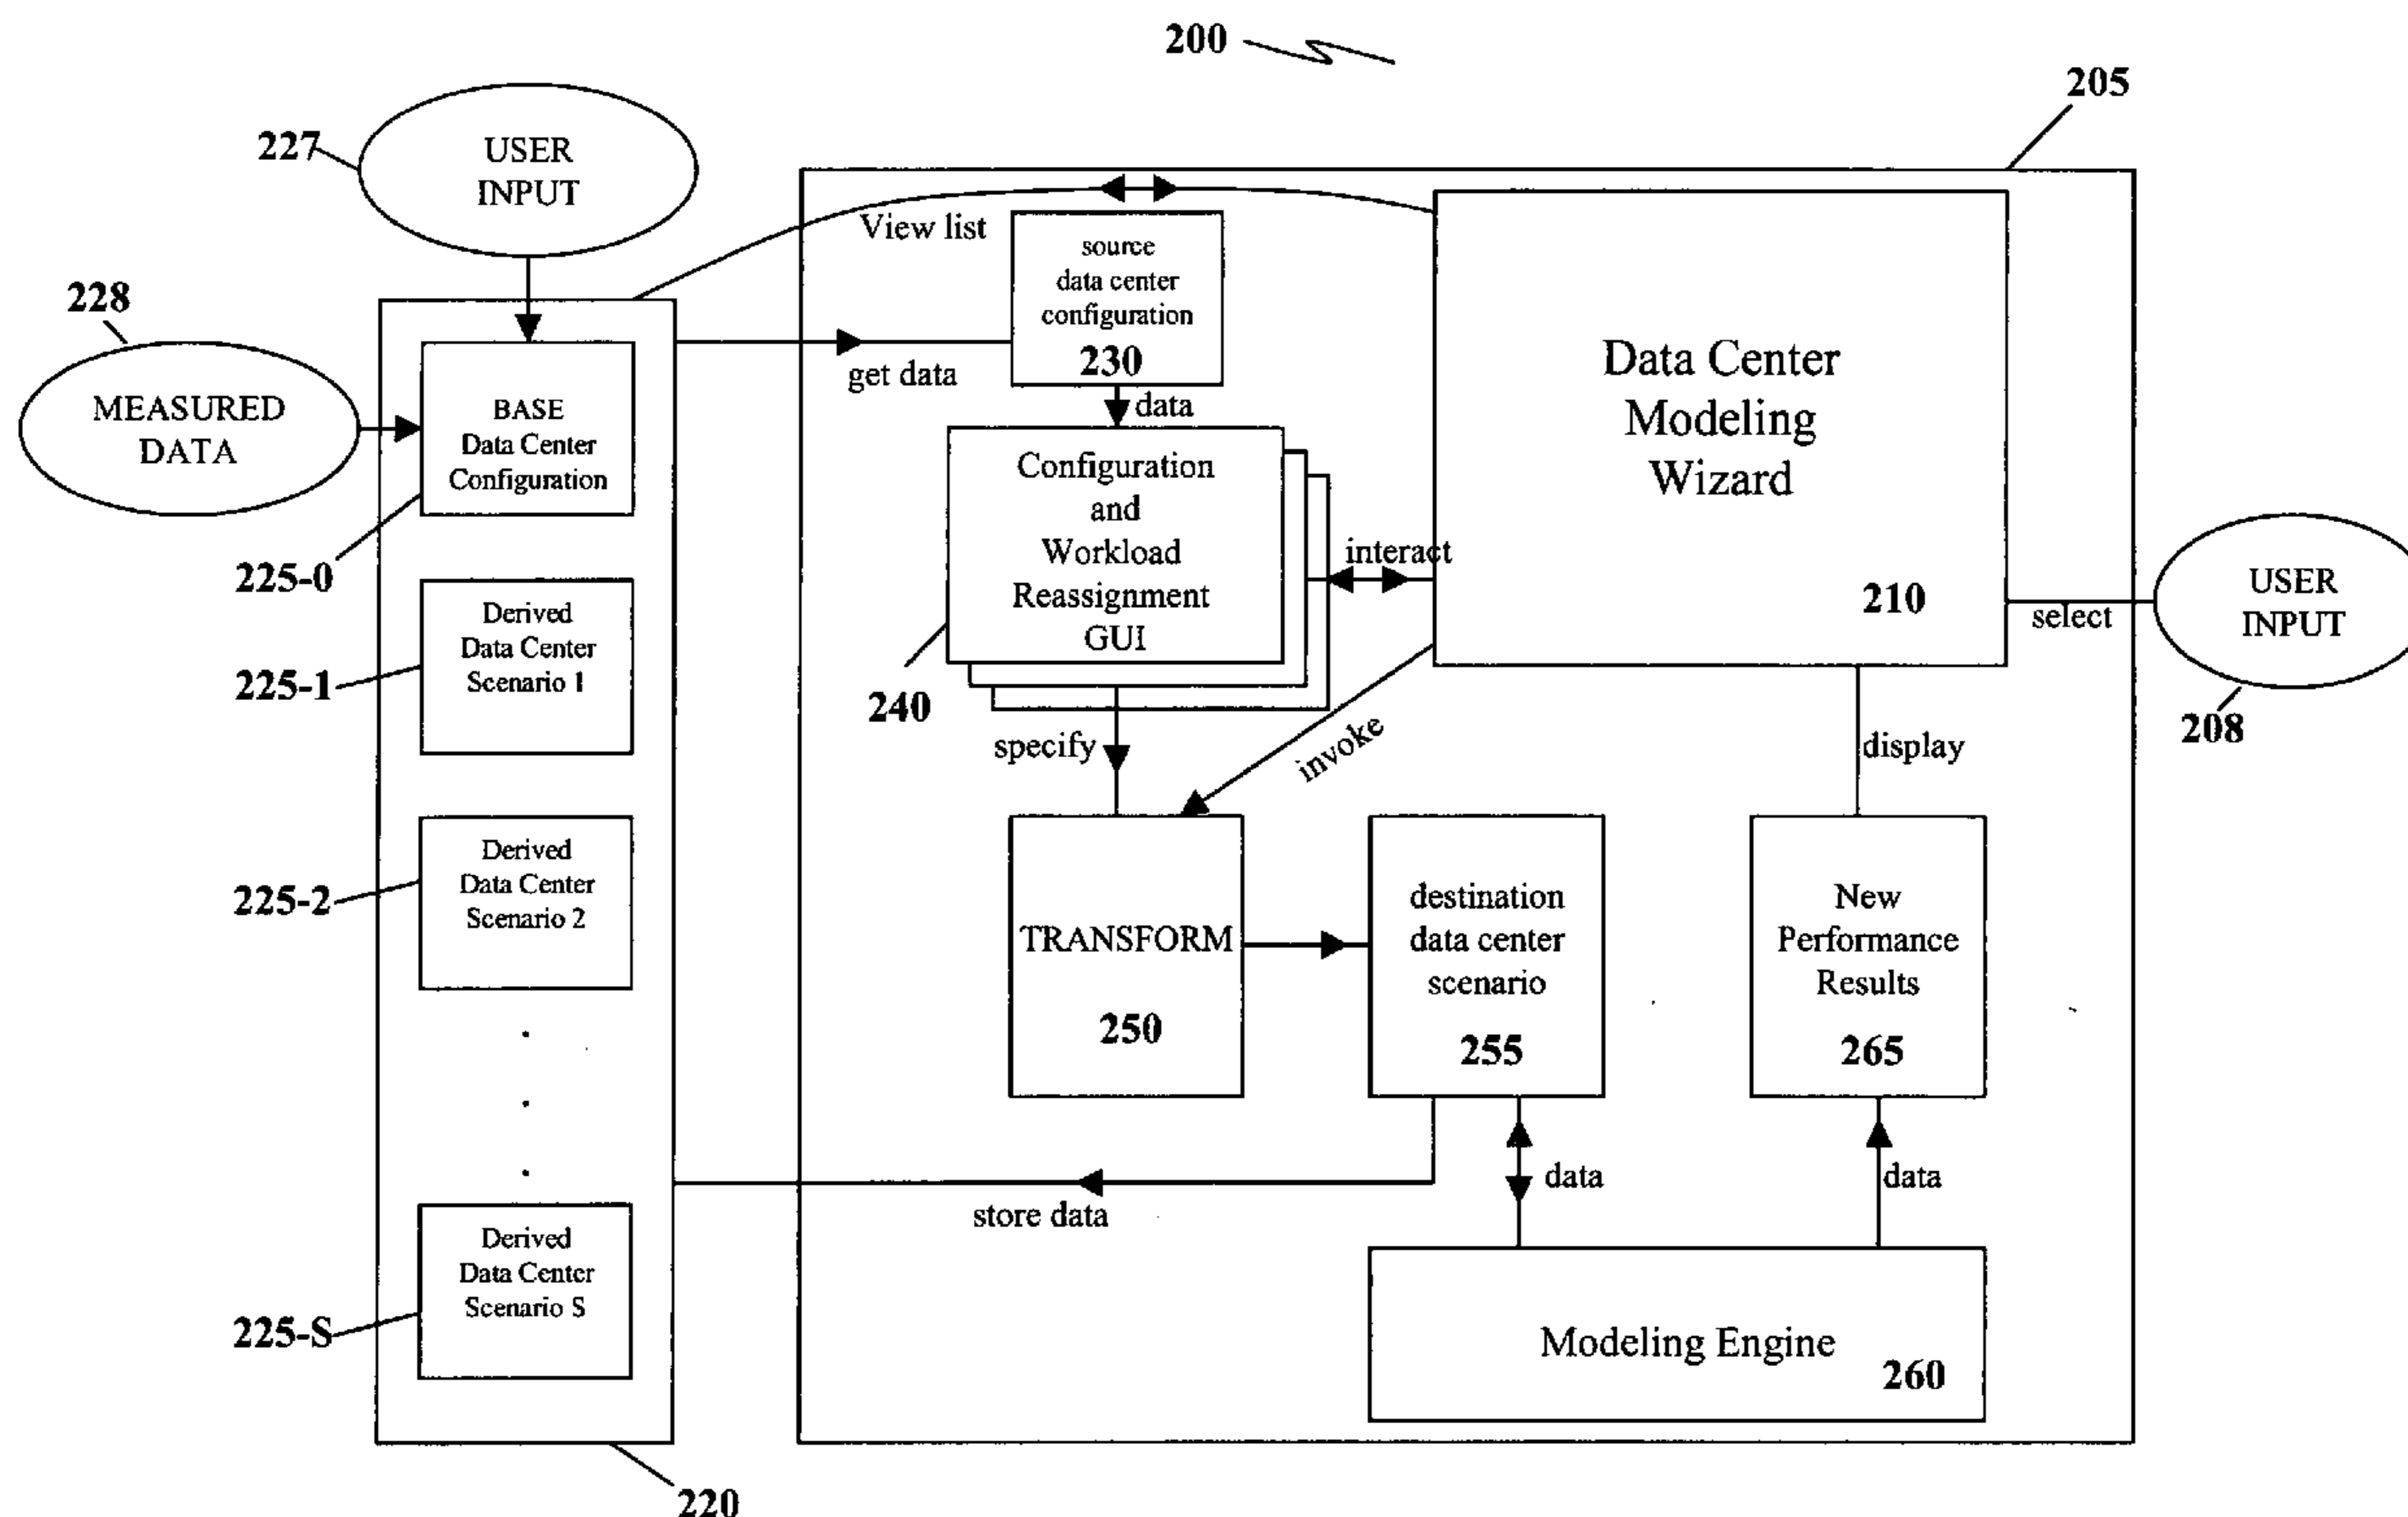 200
205
227
USER
INPUT
View list
source
data center
configuration
230
228
MEASURED
DATA
BASE
Data Center
Configuration
get data
data
Data Center
Modeling
Wizard
210
Configuration
and
Workload
Reassignment
GUI
interact
225-0
USER
INPUT
select
208
Derived
Data Center
Scenario 1
225-1
240
specify
invoke
display
Derived
Data Center
Scenario 2
225-2
TRANSFORM
250
destination
data center
scenario
255
New
Performance
Results
265
.
.
.
data
data
store data
Derived
Data Center
Scenario S
225-S
Modeling Engine
260
220